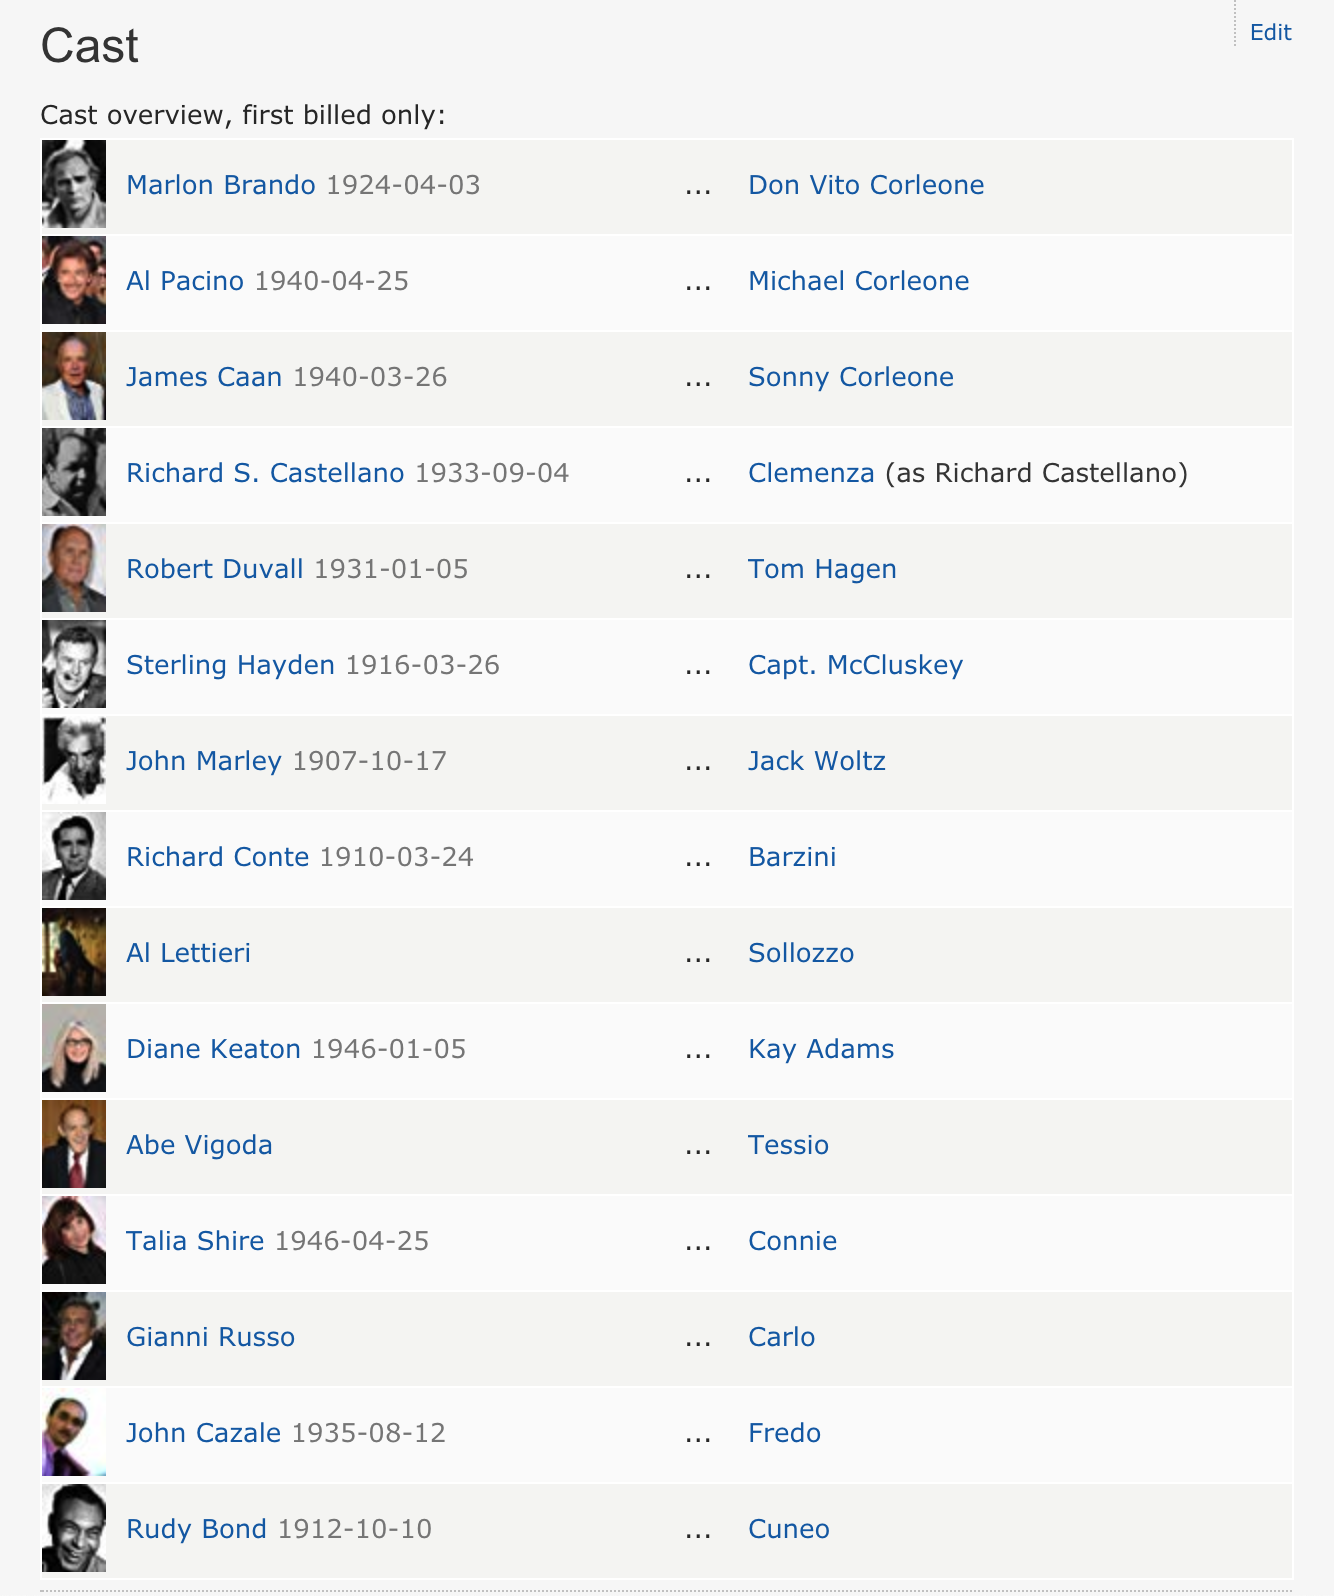 Cast
Edit
Cast overview, first billed only:
Marlon Brando 1924-04-03 ... Don Vito Corleone
Al Pacino 1940-04-25 ... Michael Corleone
James Caan 1940-03-26 ... Sonny Corleone
Richard S. Castellano 1933-09-04 ... Clemenza (as Richard Castellano)
Robert Duvall 1931-01-05 ... Tom Hagen
Sterling Hayden 1916-03-26 ... Capt. McCluskey
John Marley 1907-10-17 ... Jack Woltz
Richard Conte 1910-03-24 ... Barzini
Al Lettieri ... Sollozzo
Diane Keaton 1946-01-05 ... Kay Adams
Abe Vigoda ... Tessio
Talia Shire 1946-04-25 ... Connie
Gianni Russo ... Carlo
John Cazale 1935-08-12 ... Fredo
Rudy Bond 1912-10-10 ... Cuneo